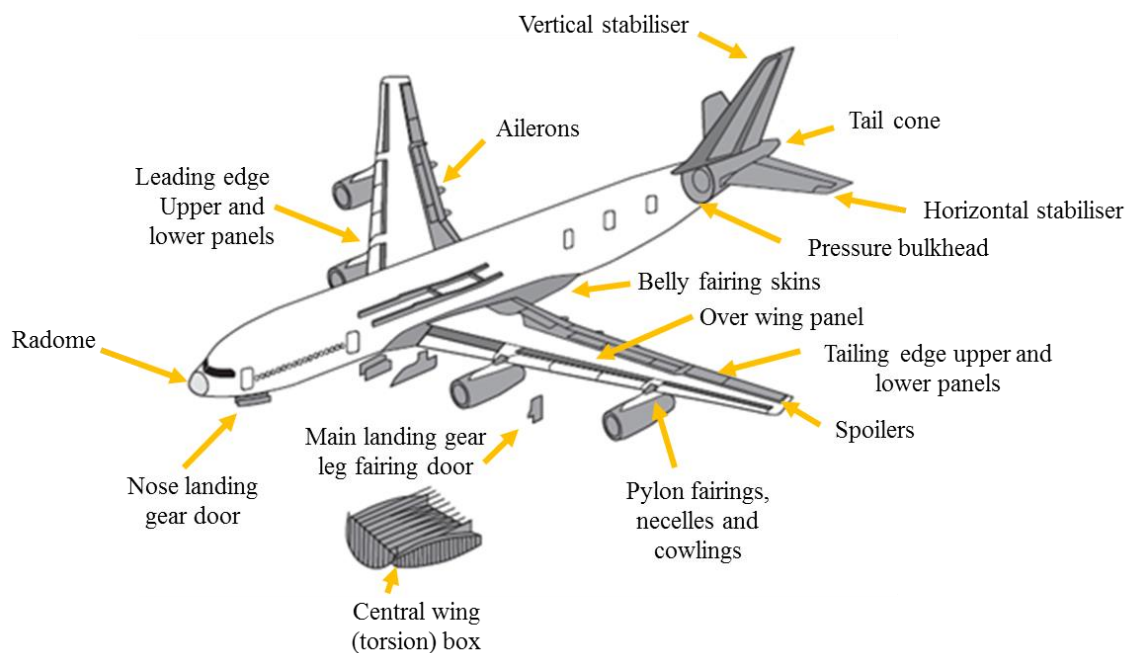 Vertical stabiliser
Tail cone
Ailerons
Leading edge
Upper and
lower panels
Horizontal stabiliser
Pressure bulkhead
Belly fairing skins
Over wing panel
Radome
Tailing edge upper and
lower panels
Spoilers
Main landing gear
leg fairing door
Nose landing
gear door
Pylon fairings,
necelles and
cowlings
Central wing
(torsion) box